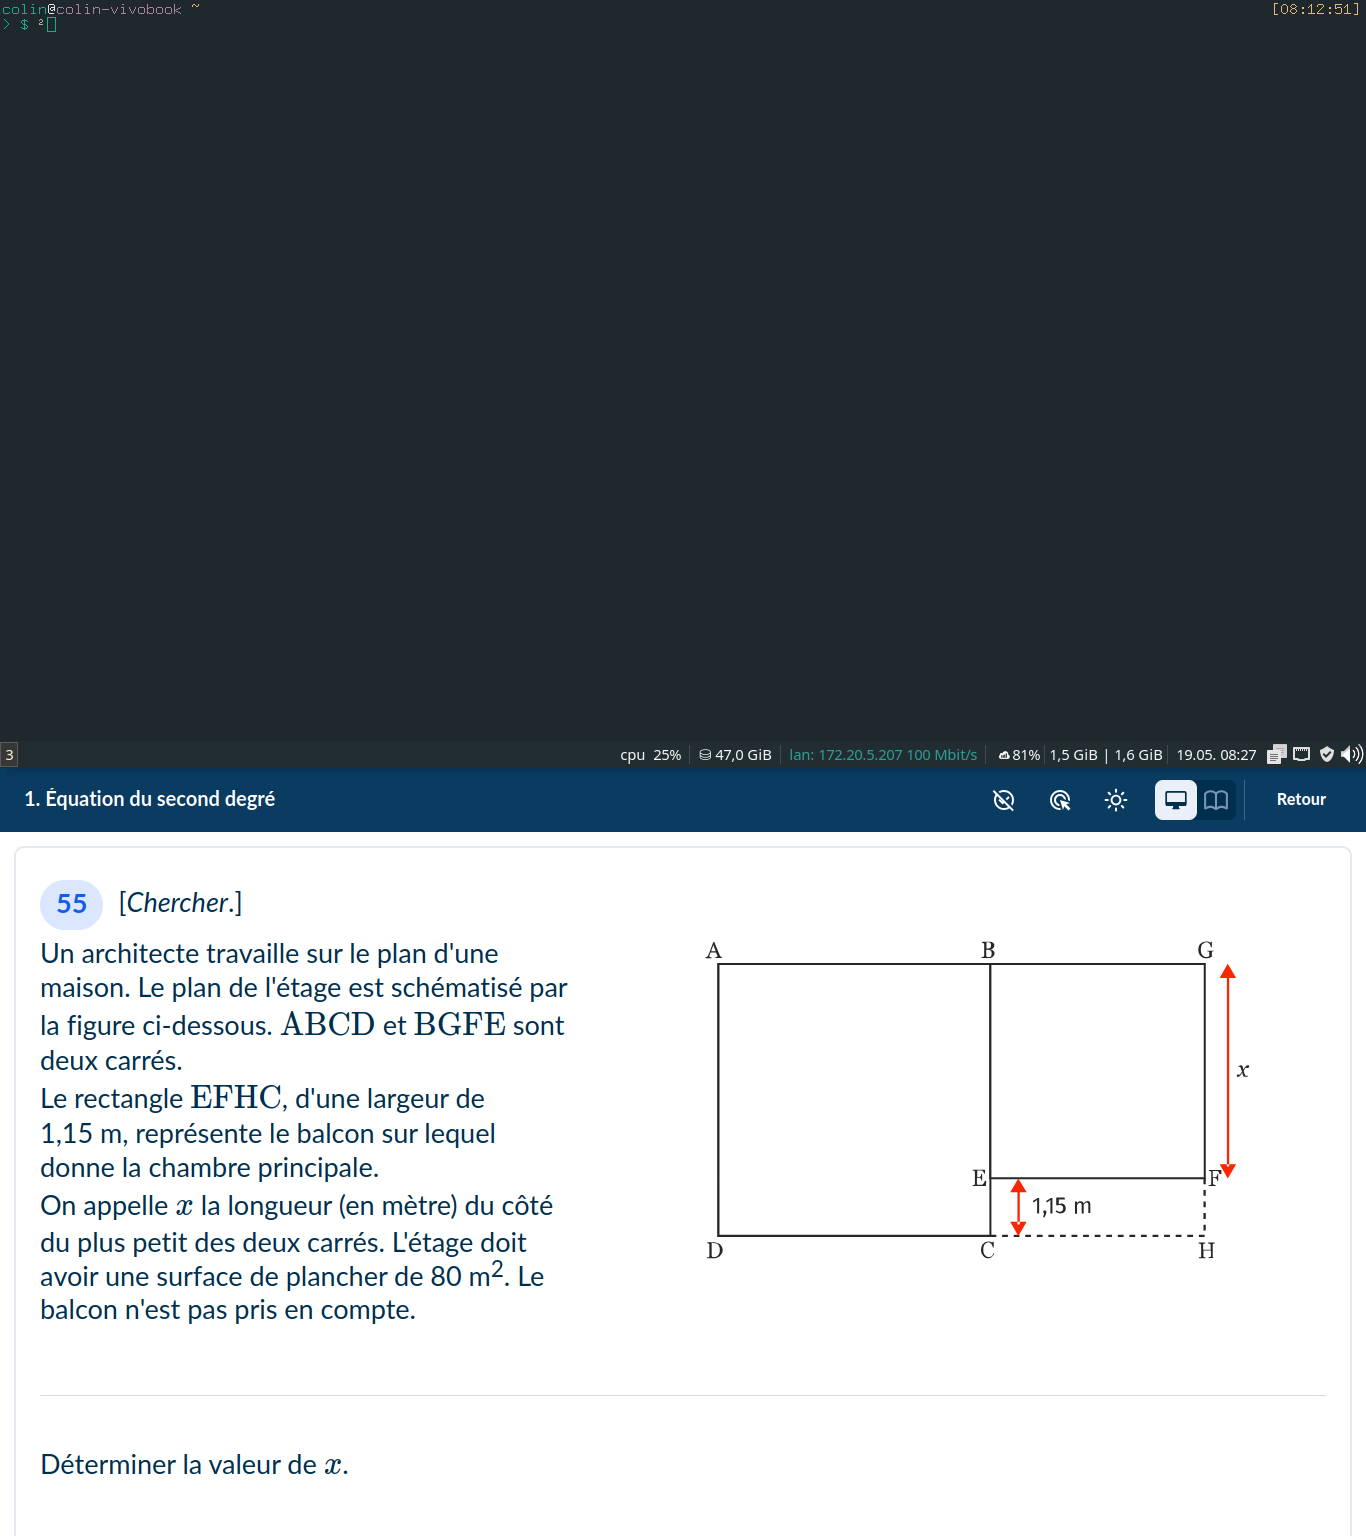 colin@colin-vivobook ~ [08:12:51]
> $ ²
3 cpu 25% 47,0 GiB lan: 172.20.5.207 100 Mbit/s 81% 1,5 GiB | 1,6 GiB 19.05. 08:27
1. Équation du second degré Retour
55 [Chercher.]
Un architecte travaille sur le plan d'une
maison. Le plan de l'étage est schématisé par
la figure ci-dessous. ABCD et BGFE sont
deux carrés.
Le rectangle EFHC, d'une largeur de
1,15 m, représente le balcon sur lequel
donne la chambre principale.
On appelle x la longueur (en mètre) du côté
du plus petit des deux carrés. L'étage doit
avoir une surface de plancher de 80 m². Le
balcon n'est pas pris en compte.
A B G
x
E F
1,15 m
D C H
Déterminer la valeur de x.